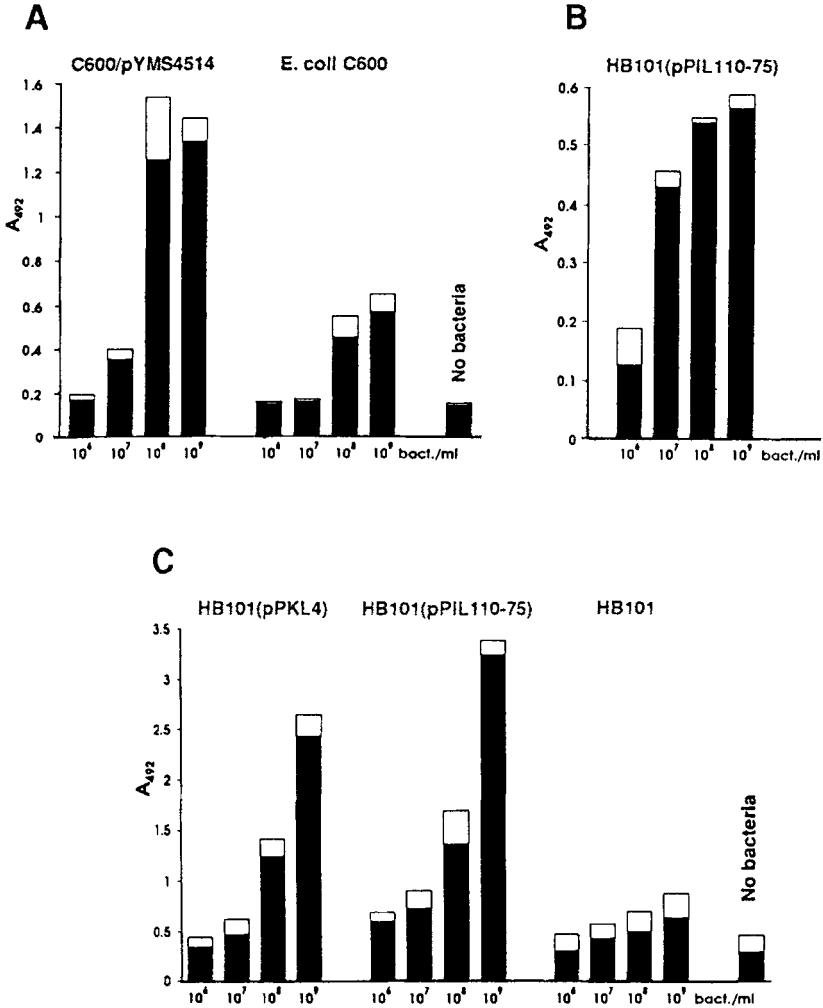 A
C600/pYMS4514 E. coli C600
1.6
1.4
1.2
1
0.8
0.6
0.4
0.2
0
A₄₉₂
No bacteria
10⁶ 10⁷ 10⁸ 10⁹ 10⁶ 10⁷ 10⁸ 10⁹ bact./ml
B
HB101(pPIL110-75)
0.6
0.5
0.4
0.3
0.2
0.1
0
A₄₉₂
10⁶ 10⁷ 10⁸ 10⁹ bact./ml
C
HB101(pPKL4) HB101(pPIL110-75) HB101
3.5
3
2.5
2
1.5
1
0.5
0
A₄₉₂
No bacteria
10⁶ 10⁷ 10⁸ 10⁹ 10⁶ 10⁷ 10⁸ 10⁹ 10⁶ 10⁷ 10⁸ 10⁹ bact./ml